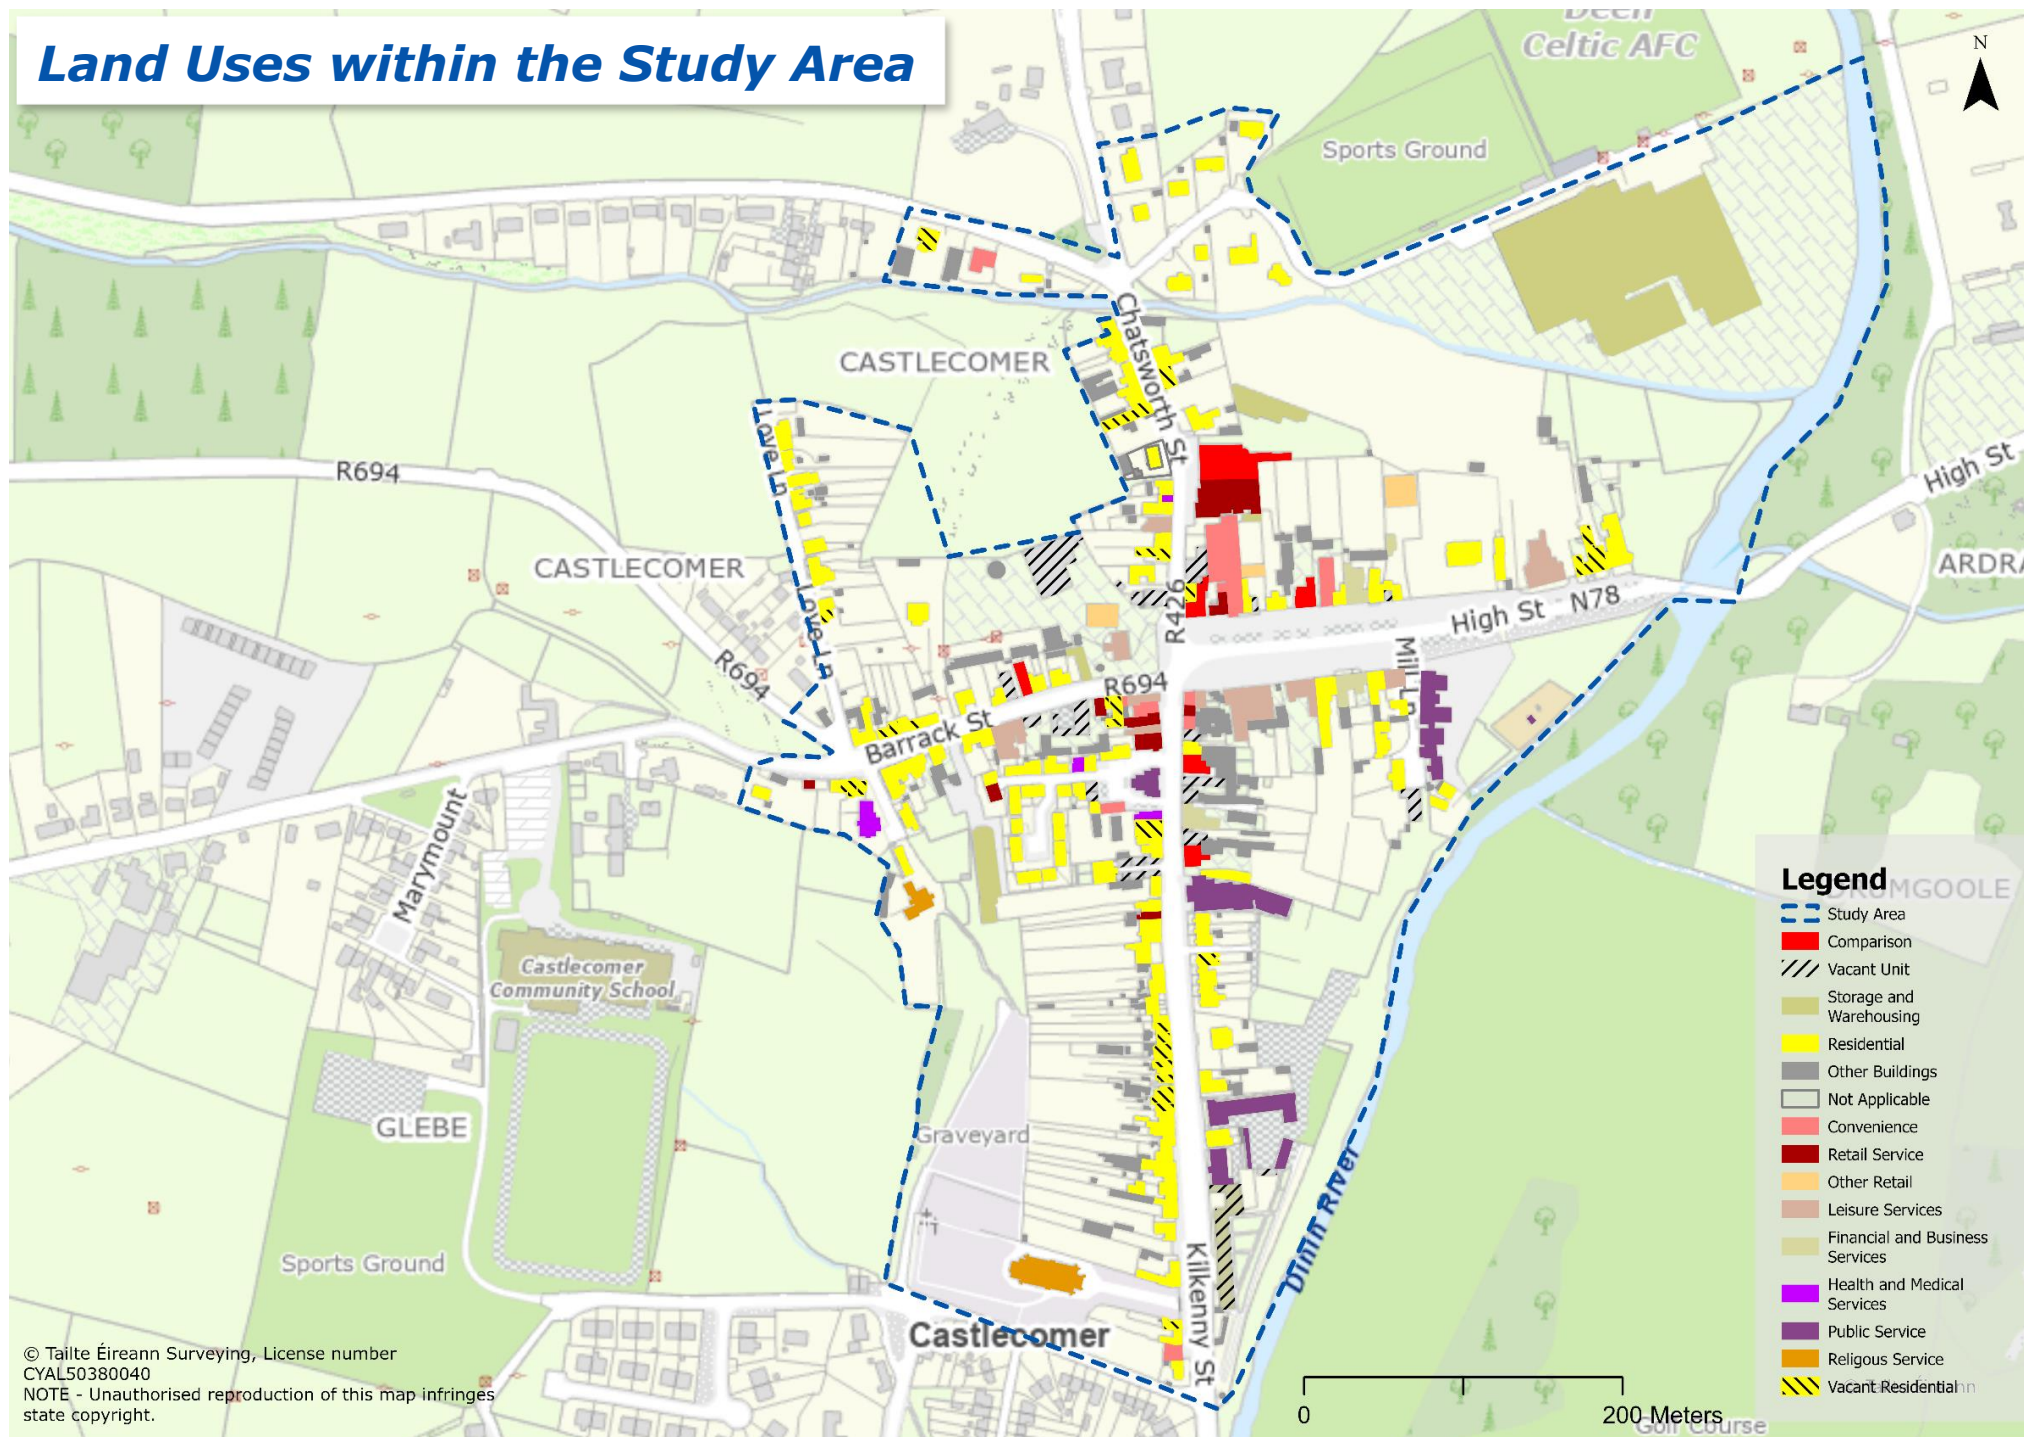 Land Uses within the Study Area
Deen
Celtic AFC
N
Sports Ground
Chatsworth St
CASTLECOMER
Love Ln
R694
High St
CASTLECOMER
ARDRA
Love Ln
R426
High St
N78
R694
Mill Ln
R694
Barrack St
Marymount
Castlecomer
Community School
GLEBE
Graveyard
Dinin River
Sports Ground
Kilkenny St
Castlecomer
Legend
DRUMGOOLE
Study Area
Comparison
Vacant Unit
Storage and
Warehousing
Residential
Other Buildings
Not Applicable
Convenience
Retail Service
Other Retail
Leisure Services
Financial and Business
Services
Health and Medical
Services
Public Service
Religous Service
Vacant Residential
0
200 Meters
Golf Course
© Tailte Éireann Surveying, License number
CYAL50380040
NOTE - Unauthorised reproduction of this map infringes
state copyright.